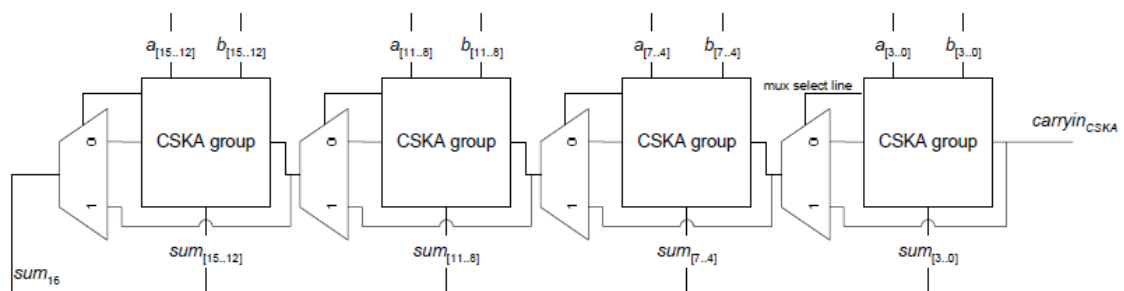 a[15..12] b[15..12] a[11..8] b[11..8] a[7..4] b[7..4] a[3..0] b[3..0]
mux select line
carryin_CSKA
0 CSKA group 0 CSKA group 0 CSKA group 0 CSKA group
1 1 1 1
sum[15..12] sum[11..8] sum[7..4] sum[3..0]
sum16